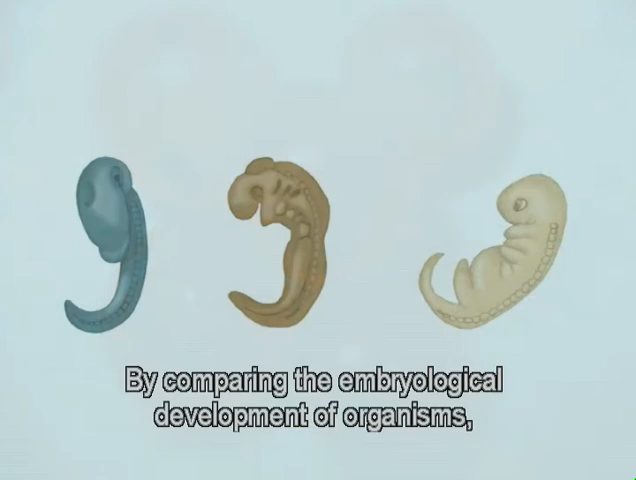 By comparing the embryological
development of organisms,